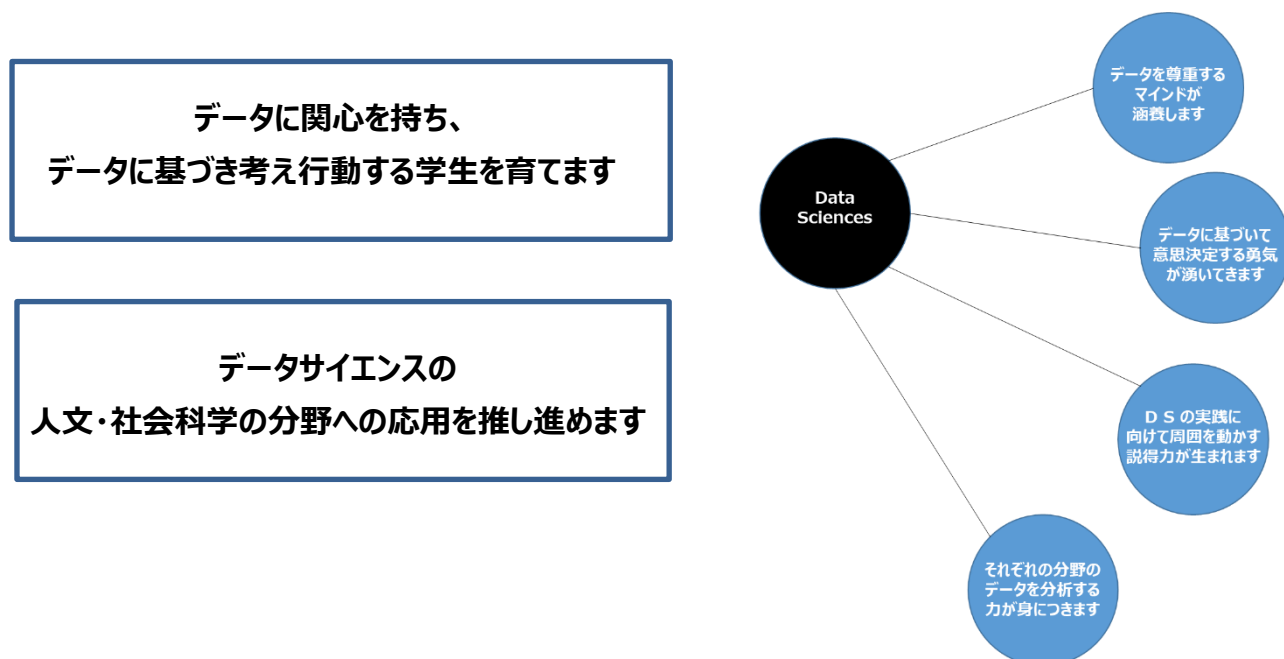 データに関心を持ち、
データに基づき考え行動する学生を育てます
データサイエンスの
人文・社会科学の分野への応用を推し進めます
Data
Sciences
データを尊重する
マインドが
涵養します
データに基づいて
意思決定する勇気
が湧いてきます
ＤＳの実践に
向けて周囲を動かす
説得力が生まれます
それぞれの分野の
データを分析する
力が身につきます